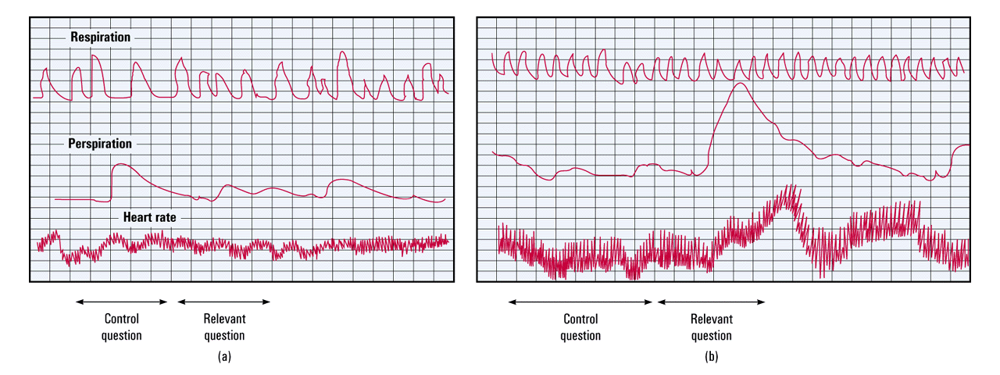 Respiration
Perspiration
Heart rate
Control
question
Relevant
question
(a)
Control
question
Relevant
question
(b)